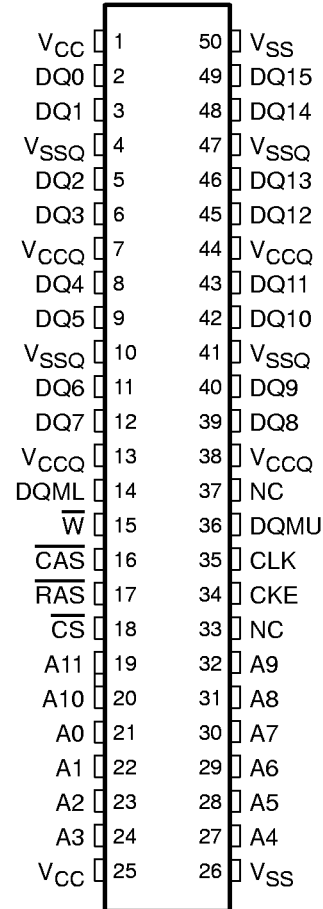 VCC 1 50 VSS
DQ0 2 49 DQ15
DQ1 3 48 DQ14
VSSQ 4 47 VSSQ
DQ2 5 46 DQ13
DQ3 6 45 DQ12
VCCQ 7 44 VCCQ
DQ4 8 43 DQ11
DQ5 9 42 DQ10
VSSQ 10 41 VSSQ
DQ6 11 40 DQ9
DQ7 12 39 DQ8
VCCQ 13 38 VCCQ
DQML 14 37 NC
W̅ 15 36 DQMU
C̅A̅S̅ 16 35 CLK
R̅A̅S̅ 17 34 CKE
C̅S̅ 18 33 NC
A11 19 32 A9
A10 20 31 A8
A0 21 30 A7
A1 22 29 A6
A2 23 28 A5
A3 24 27 A4
VCC 25 26 VSS